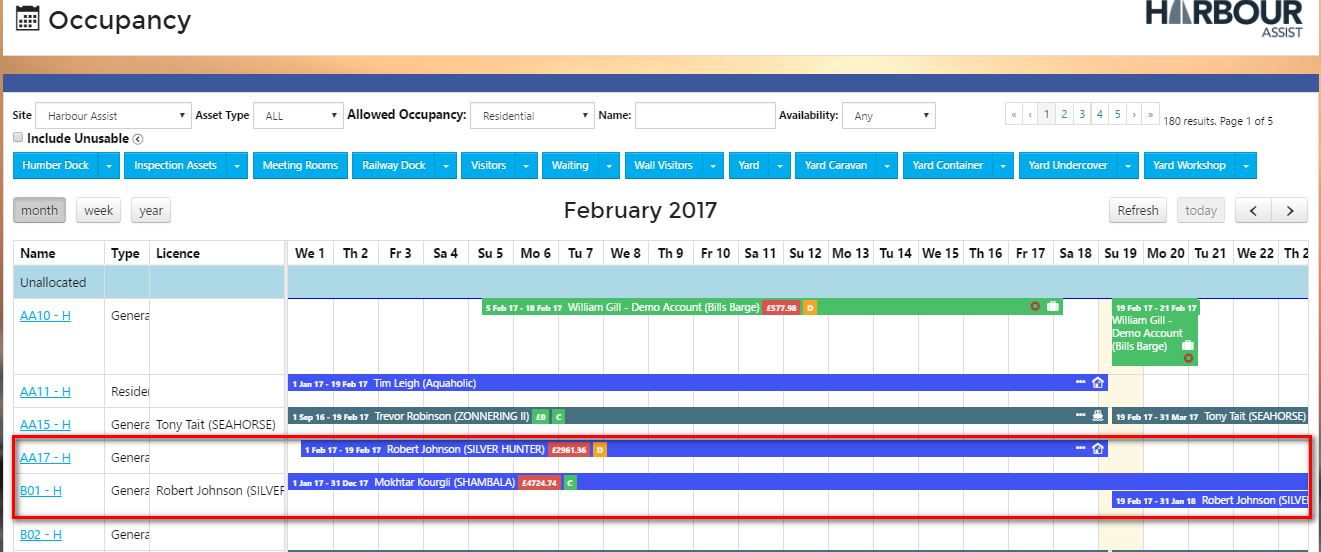 Occupancy
HARBOUR
ASSIST
Site Harbour Assist Asset Type ALL Allowed Occupancy: Residential Name: Availability: Any « ‹ 1 2 3 4 5 › » 180 results. Page 1 of 5
Include Unusable
Humber Dock Inspection Assets Meeting Rooms Railway Dock Visitors Waiting Wall Visitors Yard Yard Caravan Yard Container Yard Undercover Yard Workshop
month week year February 2017 Refresh today < >
Name Type Licence We 1 Th 2 Fr 3 Sa 4 Su 5 Mo 6 Tu 7 We 8 Th 9 Fr 10 Sa 11 Su 12 Mo 13 Tu 14 We 15 Th 16 Fr 17 Sa 18 Su 19 Mo 20 Tu 21 We 22 Th 2
Unallocated
AA10 - H Genera 5 Feb 17 - 18 Feb 17 William Gill - Demo Account (Bills Barge) £577.98 D 19 Feb 17 - 21 Feb 17
William Gill -
Demo Account
(Bills Barge)
AA11 - H Resider 1 Jan 17 - 19 Feb 17 Tim Leigh (Aquaholic)
AA15 - H Genera Tony Tait (SEAHORSE) 1 Sep 16 - 19 Feb 17 Trevor Robinson (ZONNERING II) £0 C 19 Feb 17 - 31 Mar 17 Tony Tait (SEAHORSE)
AA17 - H Genera 1 Feb 17 - 19 Feb 17 Robert Johnson (SILVER HUNTER) £2961.36 D
B01 - H Genera Robert Johnson (SILVEF 1 Jan 17 - 31 Dec 17 Mokhtar Kourgli (SHAMBALA) £4724.74 C
19 Feb 17 - 31 Jan 18 Robert Johnson (SILVE
B02 - H Genera